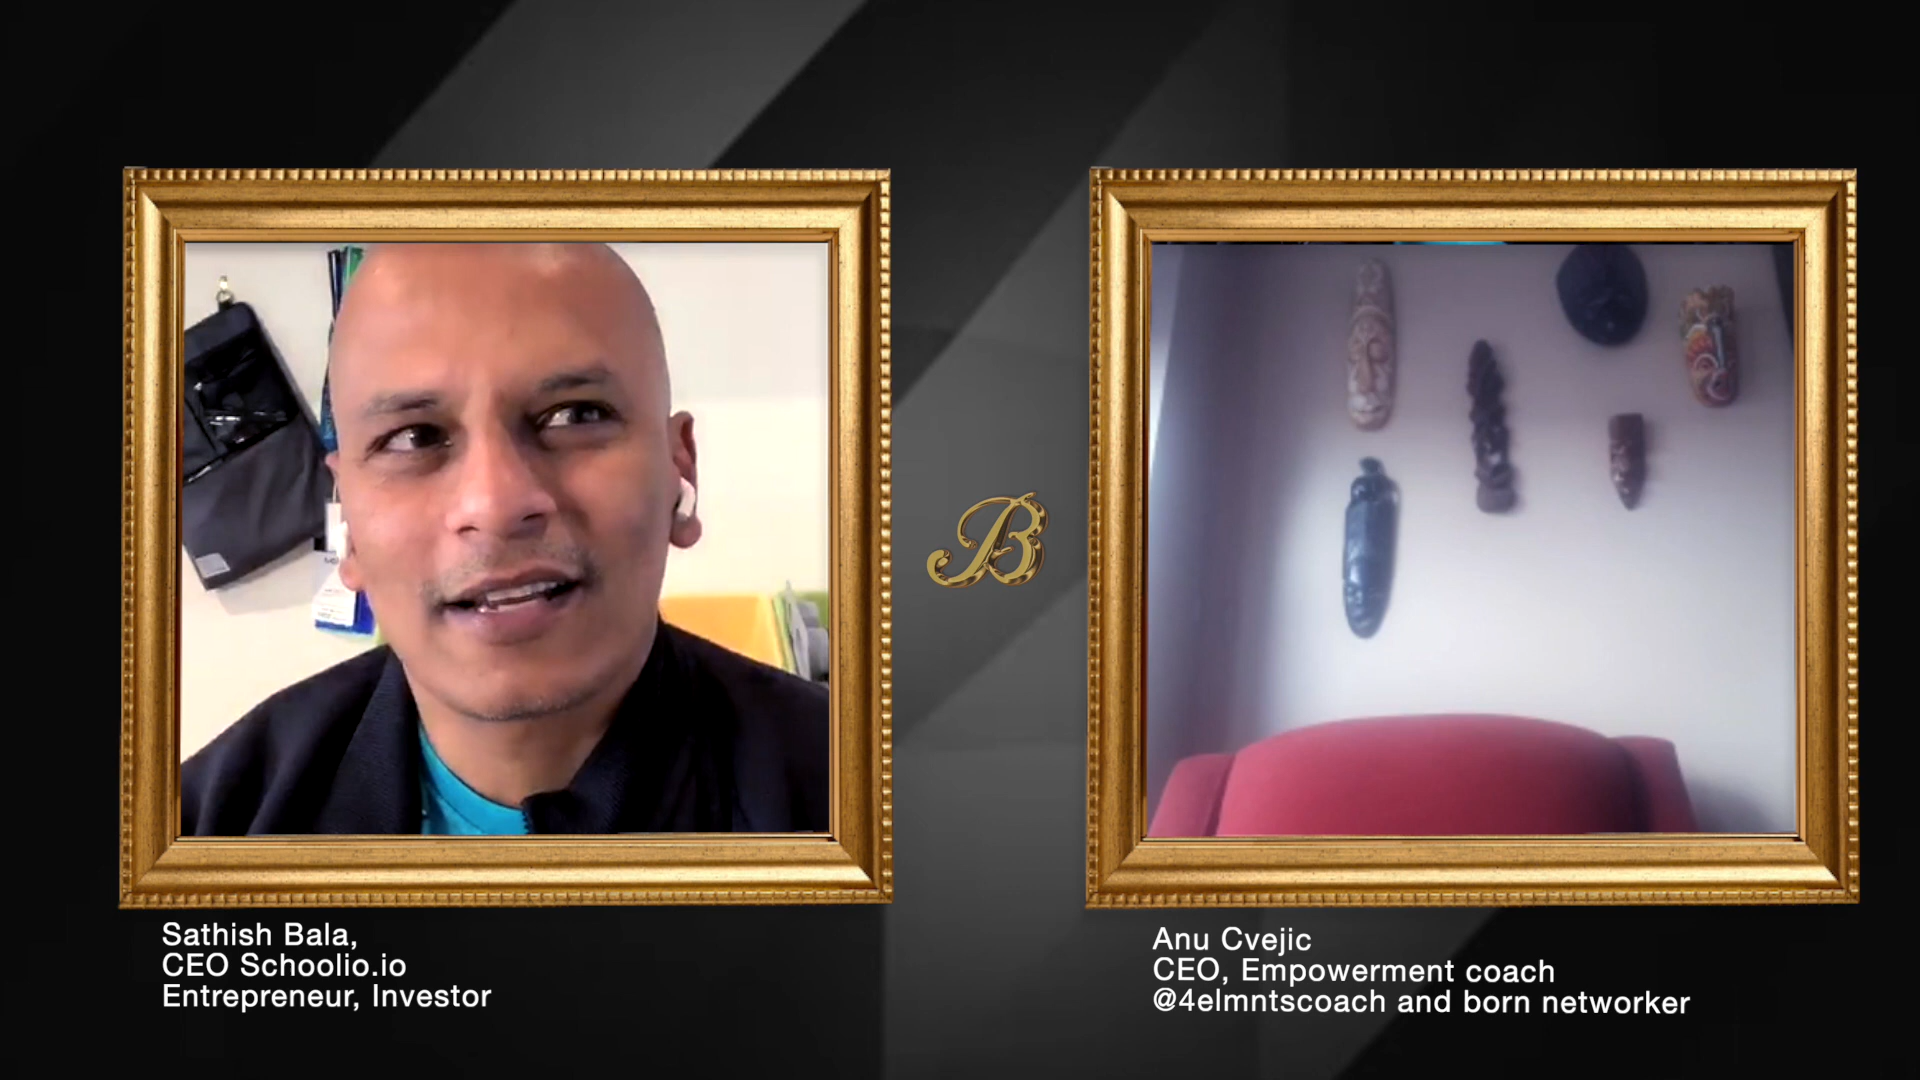 Sathish Bala,
CEO Schoolio.io
Entrepreneur, Investor
B
Anu Cvejic
CEO, Empowerment coach
@4elmntscoach and born networker